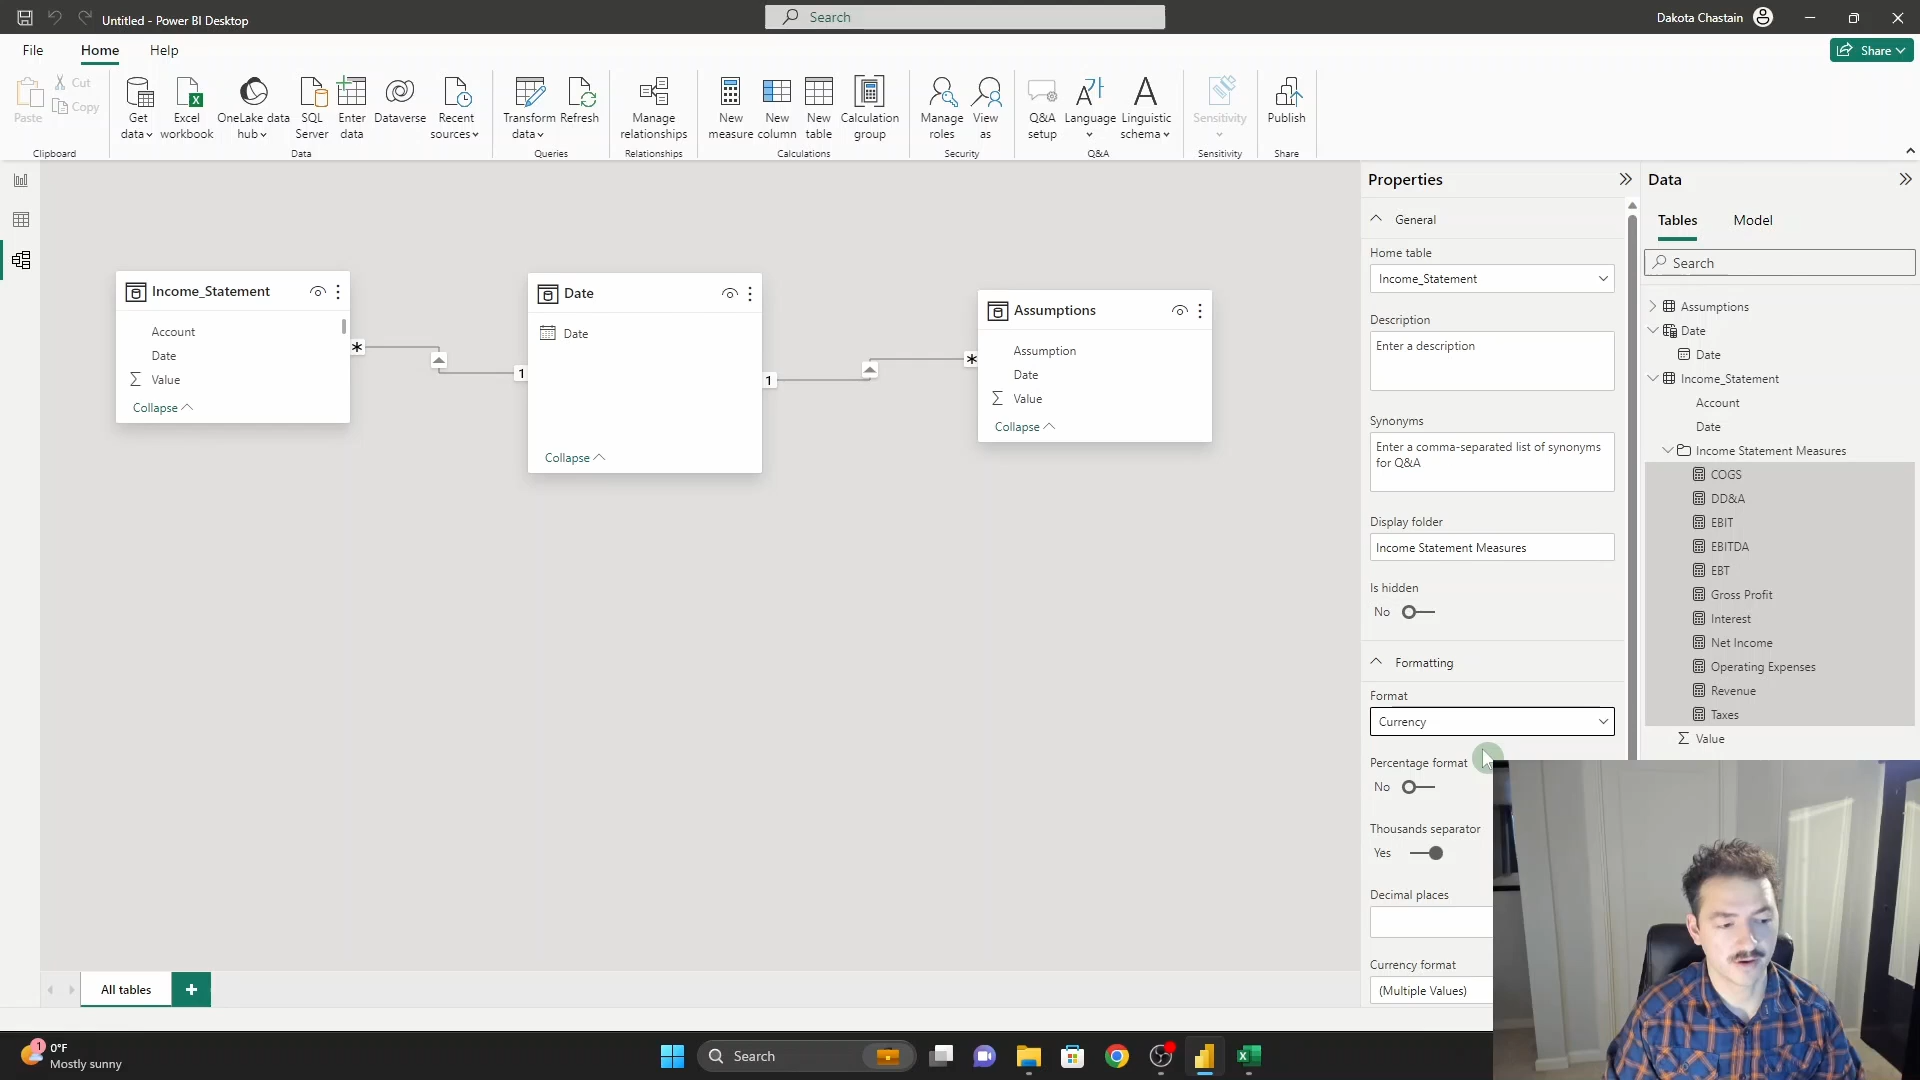 Untitled - Power BI Desktop
Search
Dakota Chastain
File
Home
Help
Share
Paste
Cut
Copy
Clipboard
Get data
Excel workbook
OneLake data hub
SQL Server
Enter data
Dataverse
Recent sources
Data
Transform data
Refresh
Queries
Manage relationships
Relationships
New measure
New column
New table
Calculation group
Calculations
Manage roles
View as
Security
Q&A setup
Language
Linguistic schema
Q&A
Sensitivity
Sensitivity
Publish
Share
Income_Statement
Account
Date
Value
Collapse
*
1
Date
Date
Collapse
1
*
Assumptions
Assumption
Date
Value
Collapse
Properties
General
Home table
Income_Statement
Description
Enter a description
Synonyms
Enter a comma-separated list of synonyms
for Q&A
Display folder
Income Statement Measures
Is hidden
No
Formatting
Format
Currency
Percentage format
No
Thousands separator
Yes
Decimal places
Currency format
(Multiple Values)
Data
Tables
Model
Search
Assumptions
Date
Date
Income_Statement
Account
Date
Income Statement Measures
COGS
DD&A
EBIT
EBITDA
EBT
Gross Profit
Interest
Net Income
Operating Expenses
Revenue
Taxes
Value
All tables
+
1
0°F
Mostly sunny
Search